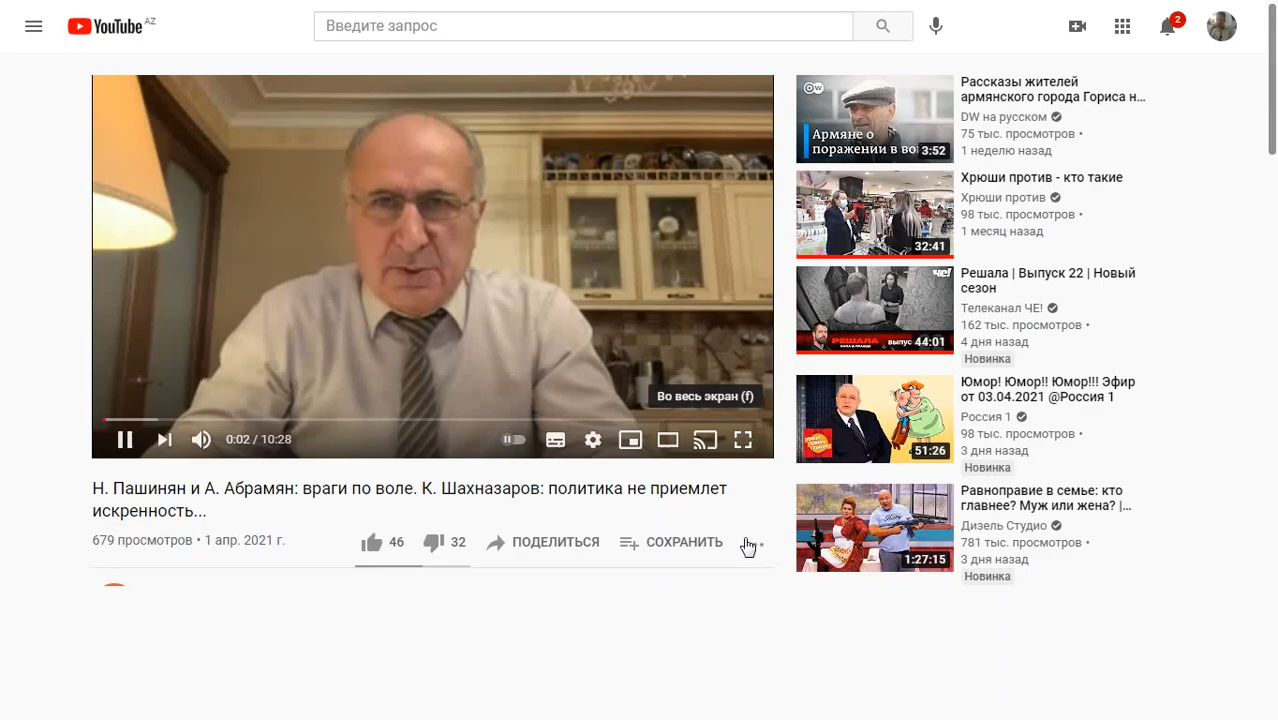 YouTube AZ
Введите запрос
2
Во весь экран (f)
0:02 / 10:28
Н. Пашинян и А. Абрамян: враги по воле. К. Шахназаров: политика не приемлет
искренность...
679 просмотров • 1 апр. 2021 г.
46
32
ПОДЕЛИТЬСЯ
СОХРАНИТЬ
Армяне о
поражении в во
3:52
Рассказы жителей
армянского города Гориса н...
DW на русском
75 тыс. просмотров •
1 неделю назад
32:41
Хрюши против - кто такие
Хрюши против
98 тыс. просмотров •
1 месяц назад
че!
РЕШАЛА
выпус
44:01
Решала | Выпуск 22 | Новый
сезон
Телеканал ЧЕ!
162 тыс. просмотров •
4 дня назад
Новинка
51:26
Юмор! Юмор!! Юмор!!! Эфир
от 03.04.2021 @Россия 1
Россия 1
98 тыс. просмотров •
3 дня назад
Новинка
1:27:15
Равноправие в семье: кто
главнее? Муж или жена? |...
Дизель Студио
781 тыс. просмотров •
3 дня назад
Новинка